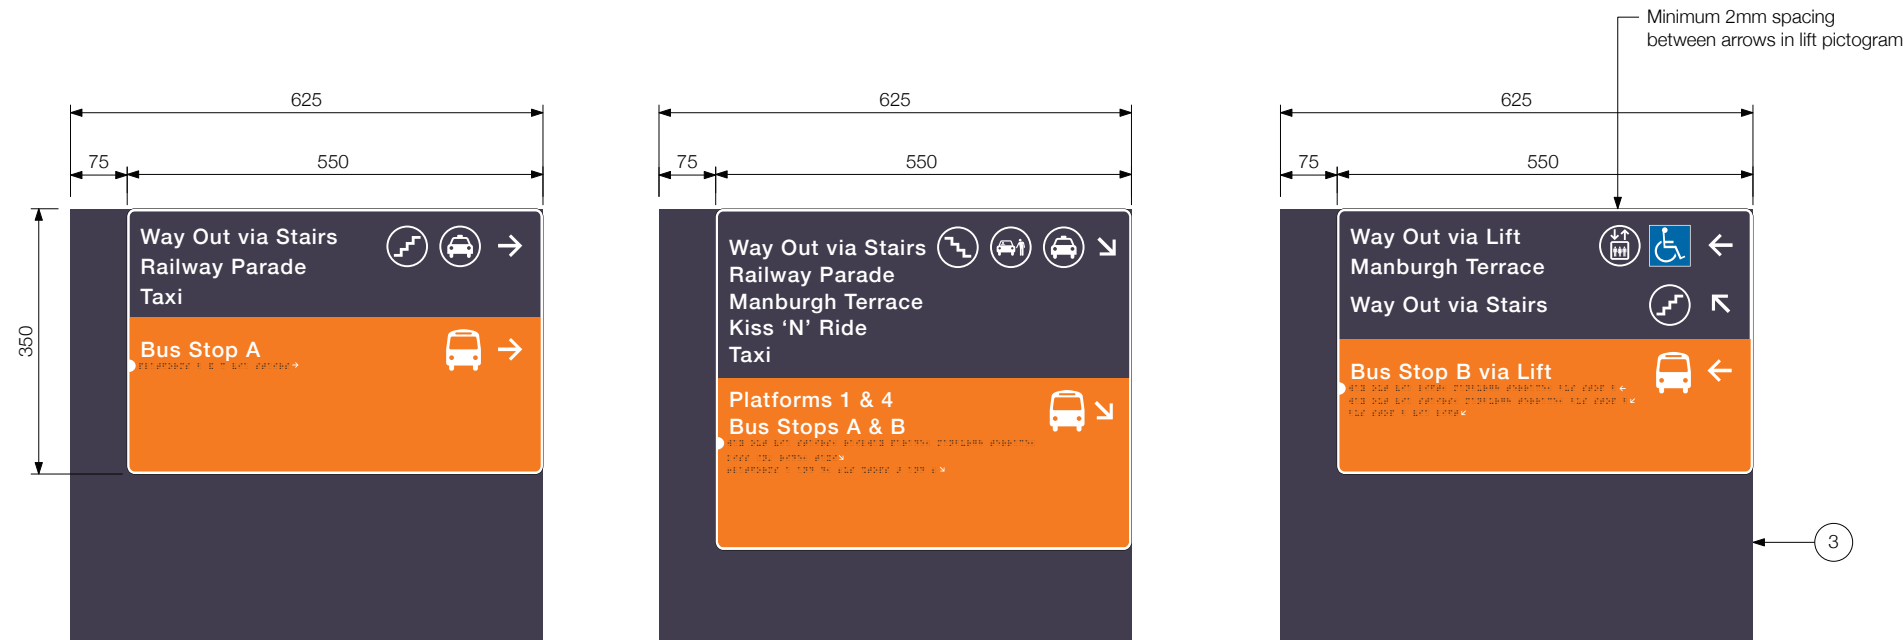 Minimum 2mm spacing
between arrows in lift pictogram
625
75
550
350
Way Out via Stairs
Railway Parade
Taxi
Bus Stop A
625
75
550
Way Out via Stairs
Railway Parade
Manburgh Terrace
Kiss ‘N’ Ride
Taxi
Platforms 1 & 4
Bus Stops A & B
625
75
550
Way Out via Lift
Manburgh Terrace
Way Out via Stairs
Bus Stop B via Lift
3